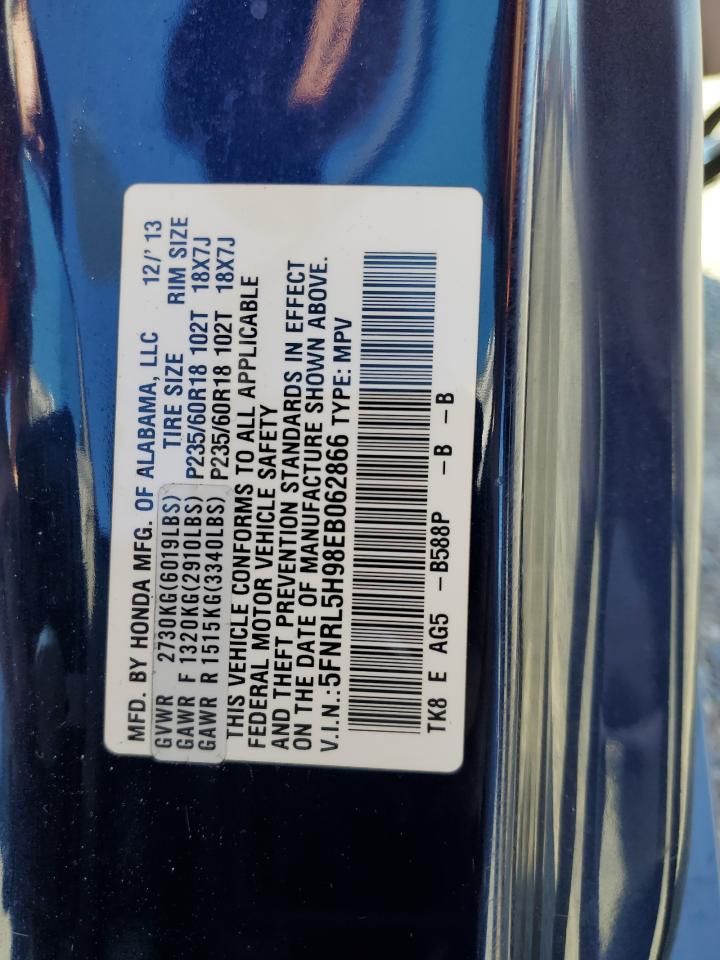 MFD. BY HONDA MFG. OF ALABAMA, LLC 12/' 13
GVWR 2730KG(6019LBS) TIRE SIZE RIM SIZE
GAWR F 1320KG(2910LBS) P235/60R18 102T 18X7J
GAWR R 1515KG(3340LBS) P235/60R18 102T 18X7J
THIS VEHICLE CONFORMS TO ALL APPLICABLE
FEDERAL MOTOR VEHICLE SAFETY
AND THEFT PREVENTION STANDARDS IN EFFECT
ON THE DATE OF MANUFACTURE SHOWN ABOVE.
V.I.N.:5FNRL5H98EB062866 TYPE: MPV
TK8 E AG5 -B588P -B -B